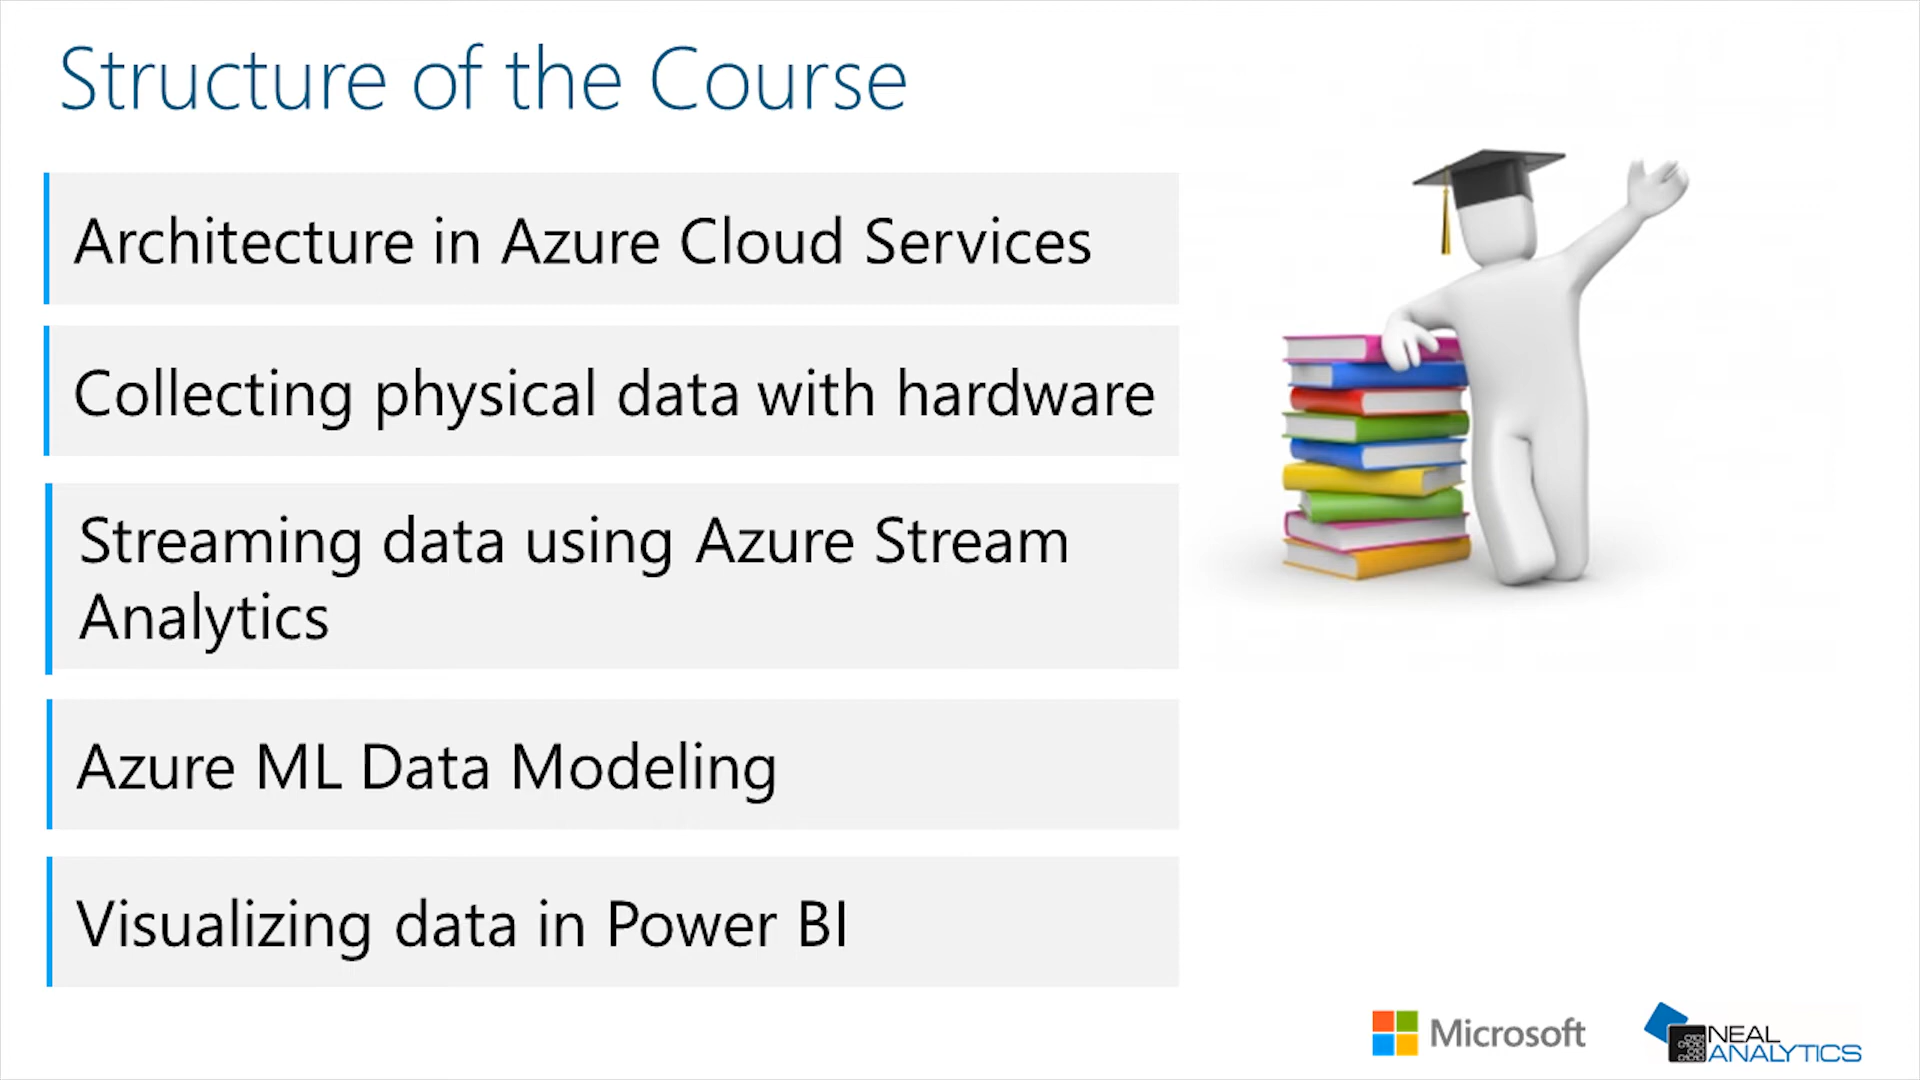 Structure of the Course
Architecture in Azure Cloud Services
Collecting physical data with hardware
Streaming data using Azure Stream
Analytics
Azure ML Data Modeling
Visualizing data in Power BI
Microsoft
NEAL
ANALYTICS